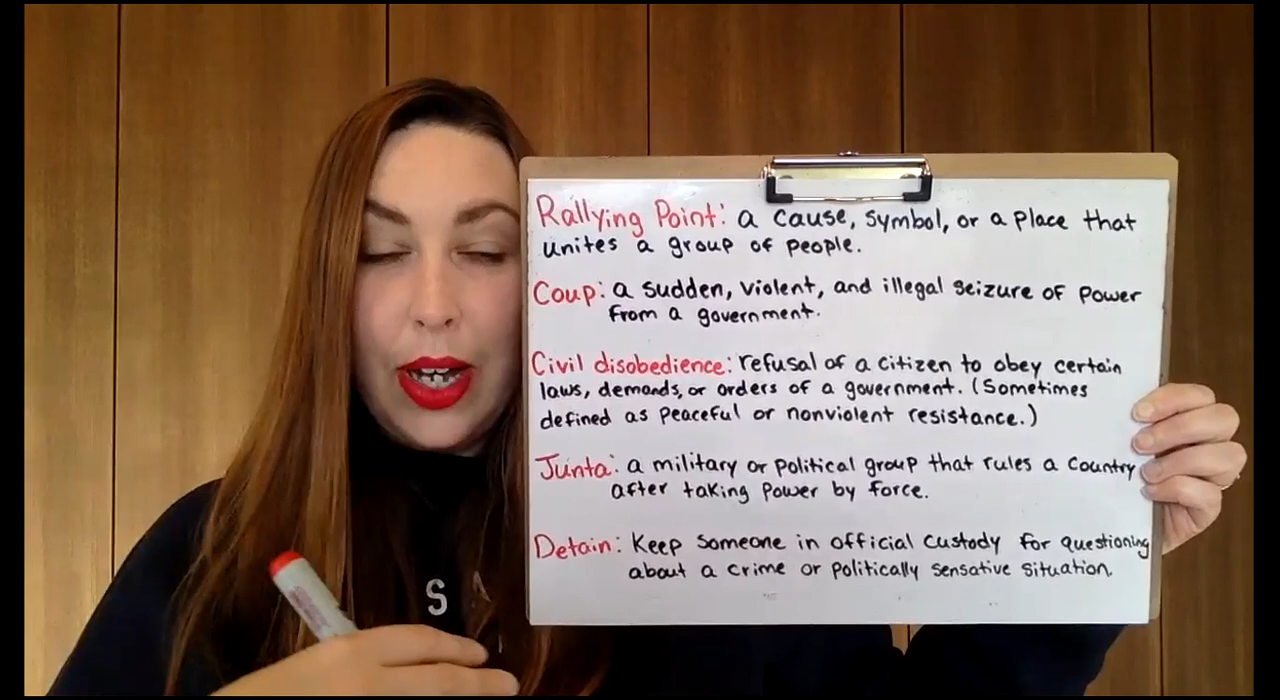 Rallying Point: a cause, symbol, or a place that
unites a group of people.
Coup: a sudden, violent, and illegal seizure of power
from a government.
Civil disobedience: refusal of a citizen to obey certain
laws, demands, or orders of a government. (Sometimes
defined as peaceful or nonviolent resistance.)
Junta: a military or political group that rules a country
after taking power by force.
Detain: Keep someone in official custody for questioning
about a crime or politically sensative situation.
S